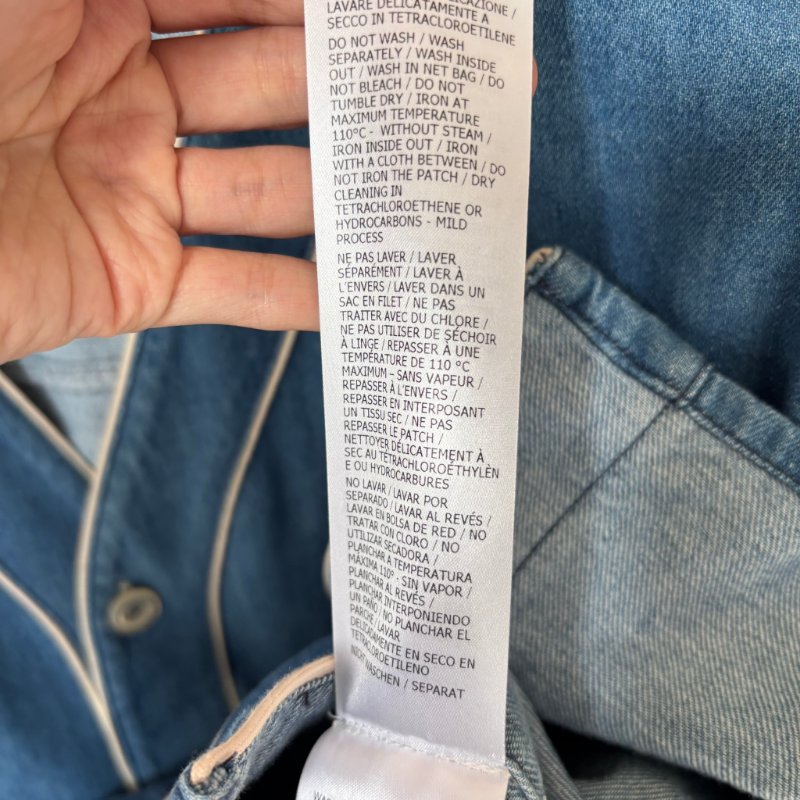 LAVARE DELICATAMENTE A
SECCO IN TETRACLOROETILENE
DO NOT WASH / WASH
SEPARATELY / WASH INSIDE
OUT / WASH IN NET BAG / DO
NOT BLEACH / DO NOT
TUMBLE DRY / IRON AT
MAXIMUM TEMPERATURE
110°C - WITHOUT STEAM /
IRON INSIDE OUT / IRON
WITH A CLOTH BETWEEN / DO
NOT IRON THE PATCH / DRY
CLEANING IN
TETRACHLOROETHENE OR
HYDROCARBONS - MILD
PROCESS
NE PAS LAVER / LAVER
SÉPARÉMENT / LAVER À
L'ENVERS / LAVER DANS UN
SAC EN FILET / NE PAS
TRAITER AVEC DU CHLORE /
NE PAS UTILISER DE SÉCHOIR
À LINGE / REPASSER À UNE
TEMPÉRATURE DE 110 °C
MAXIMUM - SANS VAPEUR /
REPASSER À L'ENVERS /
REPASSER EN INTERPOSANT
UN TISSU SEC / NE PAS
REPASSER LE PATCH /
NETTOYER DÉLICATEMENT À
SEC AU TÉTRACHLOROÉTHYLÈN
E OU HYDROCARBURES
NO LAVAR / LAVAR POR
SEPARADO / LAVAR AL REVÉS /
LAVAR EN BOLSA DE RED / NO
TRATAR CON CLORO / NO
UTILIZAR SECADORA /
PLANCHAR A TEMPERATURA
MÁXIMA 110° : SIN VAPOR /
PLANCHAR AL REVÉS /
PLANCHAR INTERPONIENDO
UN PAÑO / NO PLANCHAR EL
PARCHE / LAVAR
DELICADAMENTE EN SECO EN
TETRACLOROETILENO
NICHT WASCHEN / SEPARAT